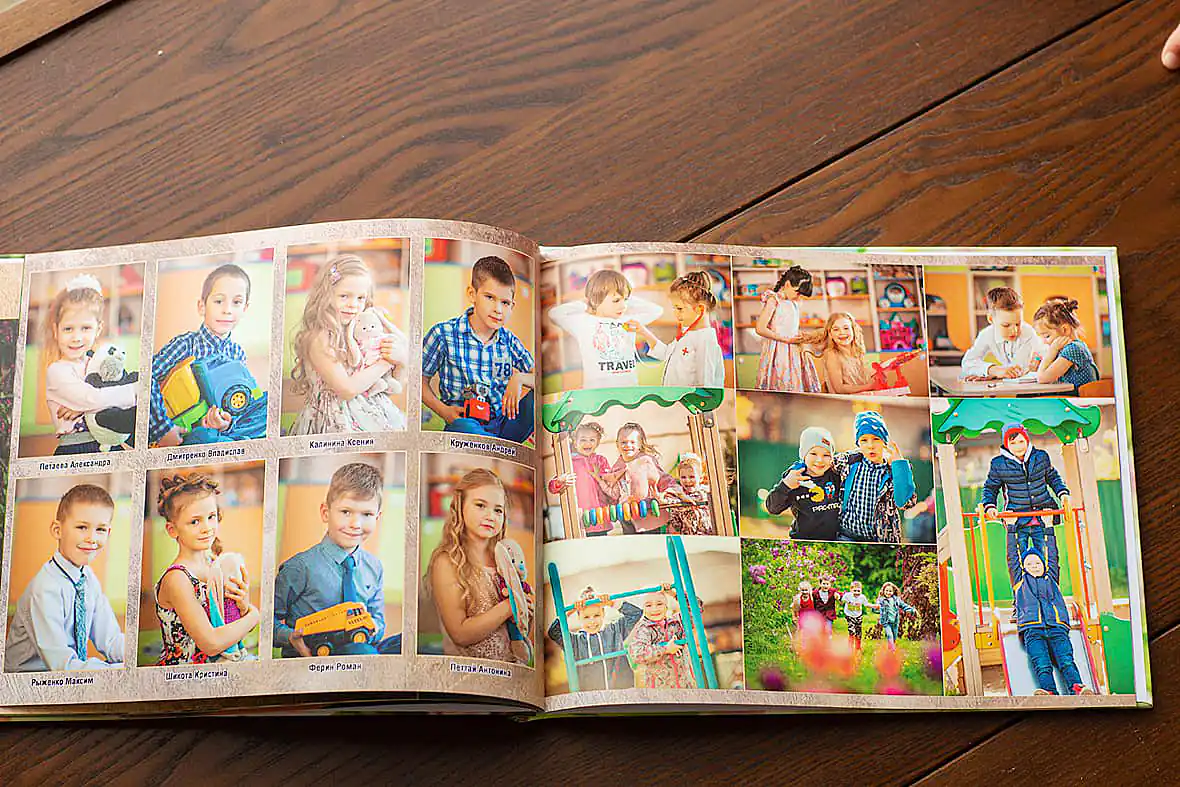 Петаева Александра
Дмитренко Владислав
Калинина Ксения
Круженков Андрей
Рыженко Максим
Шикота Кристина
Ферин Роман
Петтай Антонина
78
TRAVEL